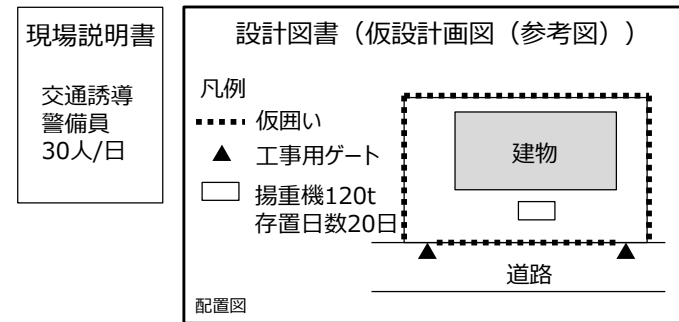 現場説明書
交通誘導
警備員
30人/日
設計図書（仮設計画図（参考図））
凡例
仮囲い
工事用ゲート
揚重機120t
存置日数20日
建物
道路
配置図